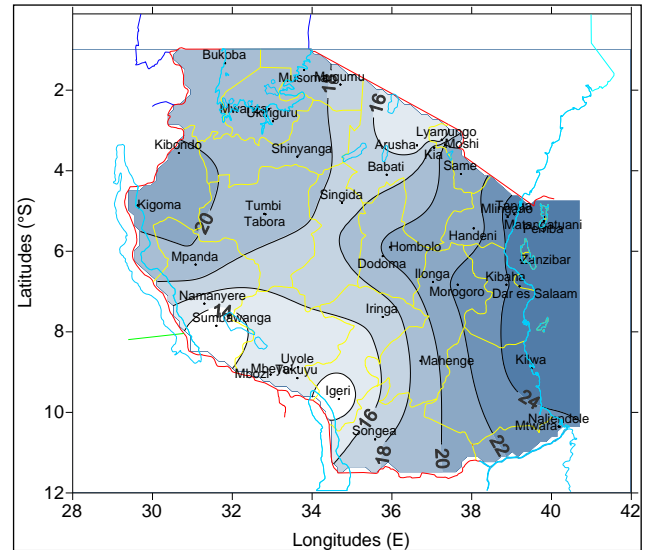 Bukoba
Musoma
Mugumu
18
16
2
Mwanza
Ukiriguru
Lyamungo
Kibondo
Arusha
Moshi
Shinyanga
Kia
4
Babati
Same
Singida
Kigoma
Tumbi
Tabora
20
Tanga
Mlingano
Matangatuani
Pemba
Handeni
Hombolo
6
Mpanda
Dodoma
Zanzibar
Ilonga
Kibaha
Namanyere
Morogoro
Dar es Salaam
14
Iringa
Sumbawanga
8
Uyole
Mahenge
Kilwa
Mbeya
Mbozi
Tukuyu
Igeri
24
10
16
Songea
Naliendele
Mtwara
18
20
22
12
28
30
32
34
36
38
40
42
Longitudes (E)
Latitudes (°S)